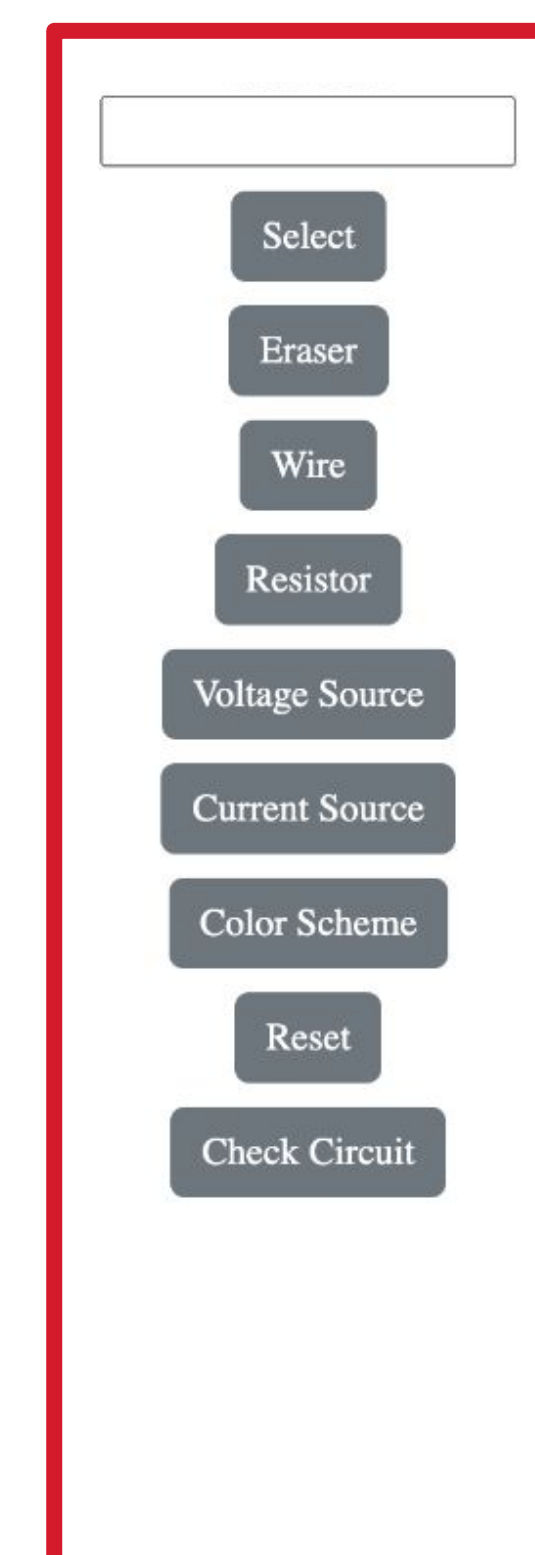 Select
Eraser
Wire
Resistor
Voltage Source
Current Source
Color Scheme
Reset
Check Circuit